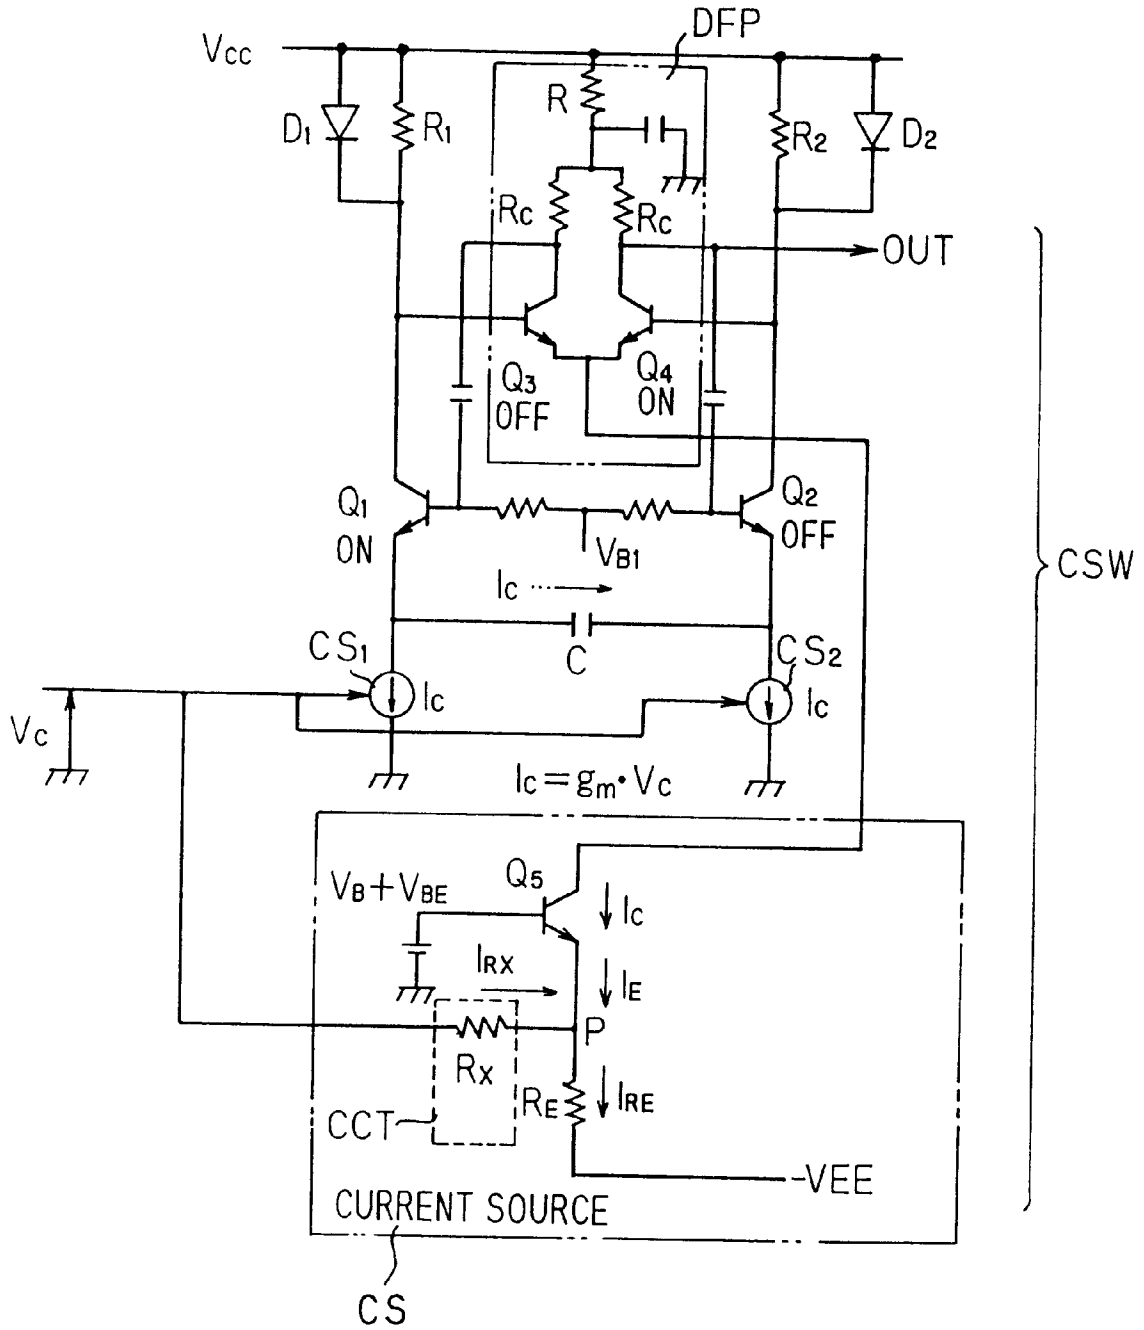 DFP
Vcc
D1
R1
R
R2
D2
Rc
Rc
OUT
Q3
OFF
Q4
ON
Q1
ON
Q2
OFF
VB1
CSW
Ic
C
CS1
CS2
Ic
Ic
Vc
Ic=gm·Vc
Q5
VB+VBE
Ic
IRX
IE
P
Rx
RE
IRE
CCT
-VEE
CURRENT SOURCE
CS